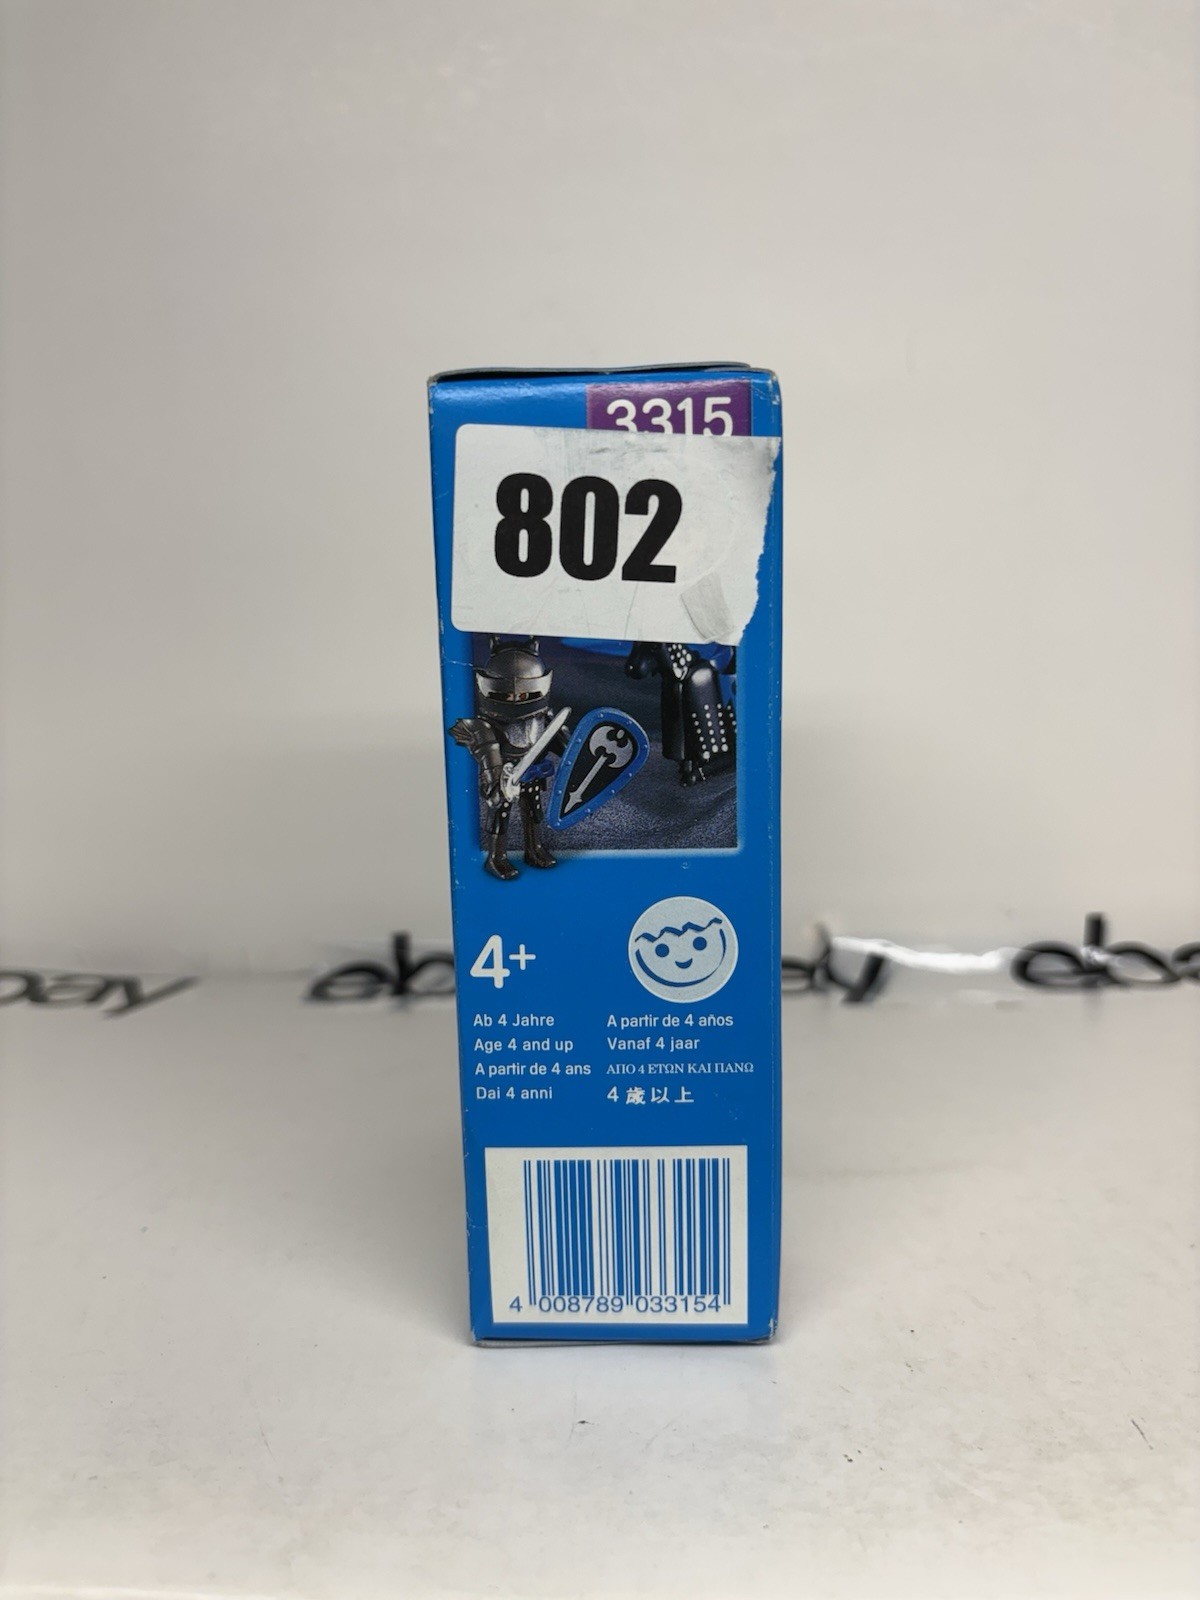 3315
802
4+
Ab 4 Jahre
Age 4 and up
A partir de 4 ans
Dai 4 anni
A partir de 4 años
Vanaf 4 jaar
ΑΠΟ 4 ΕΤΩΝ ΚΑΙ ΠΑΝΩ
4 歳以上
ebay
4 008789 033154